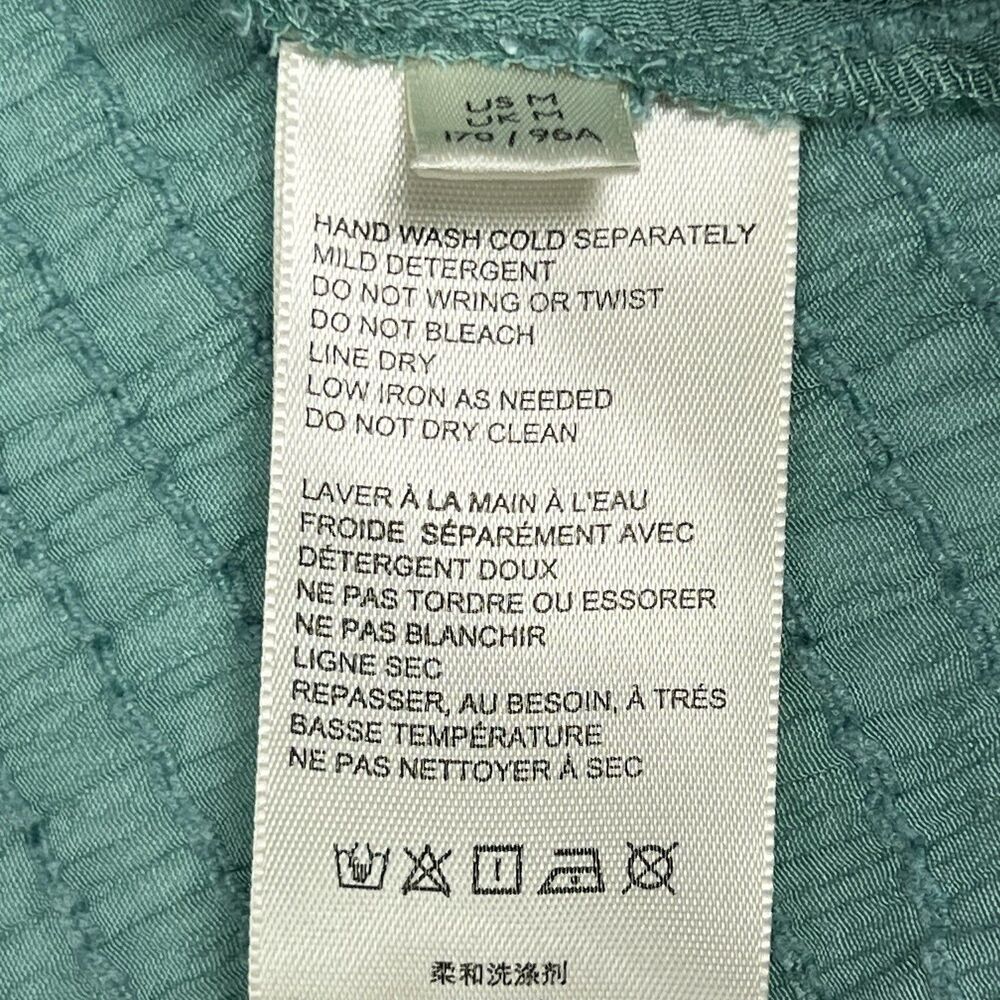 US M
UK M
170 / 96A
HAND WASH COLD SEPARATELY
MILD DETERGENT
DO NOT WRING OR TWIST
DO NOT BLEACH
LINE DRY
LOW IRON AS NEEDED
DO NOT DRY CLEAN
LAVER À LA MAIN À L'EAU
FROIDE SÉPARÉMENT AVEC
DÉTERGENT DOUX
NE PAS TORDRE OU ESSORER
NE PAS BLANCHIR
LIGNE SEC
REPASSER, AU BESOIN, À TRÉS
BASSE TEMPÉRATURE
NE PAS NETTOYER À SEC
柔和洗涤剂